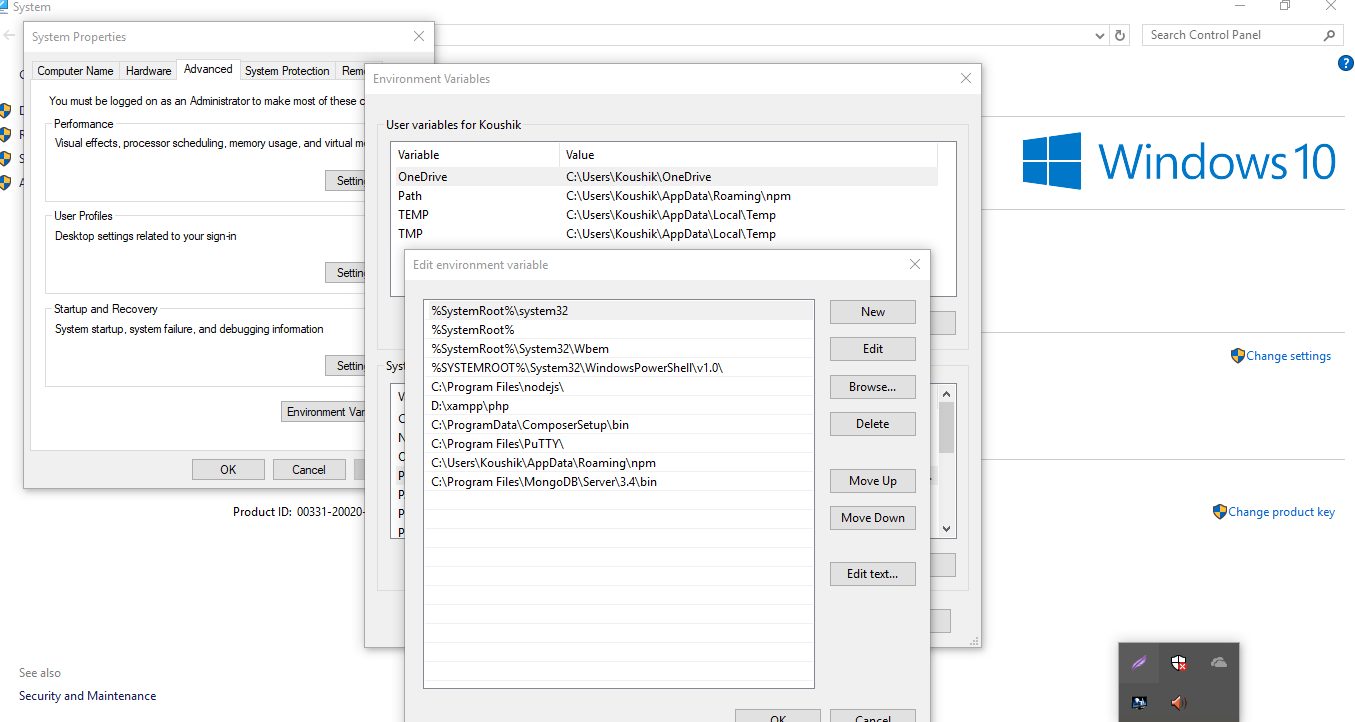 System
System Properties
Computer Name
Hardware
Advanced
System Protection
You must be logged on as an Administrator to make most of these
Performance
Visual effects, processor scheduling, memory usage, and virtual
User Profiles
Desktop settings related to your sign-in
Startup and Recovery
System startup, system failure, and debugging information
OK
Cancel
Environment Variables
User variables for Koushik
Variable Value
OneDrive C:\Users\Koushik\OneDrive
Path C:\Users\Koushik\AppData\Roaming\npm
TEMP C:\Users\Koushik\AppData\Local\Temp
TMP C:\Users\Koushik\AppData\Local\Temp
Edit environment variable
%SystemRoot%\system32
%SystemRoot%
%SystemRoot%\System32\Wbem
%SYSTEMROOT%\System32\WindowsPowerShell\v1.0\
C:\Program Files\nodejs\
D:\xampp\php
C:\ProgramData\ComposerSetup\bin
C:\Program Files\PuTTY\
C:\Users\Koushik\AppData\Roaming\npm
C:\Program Files\MongoDB\Server\3.4\bin
New
Edit
Browse...
Delete
Move Up
Move Down
Edit text...
OK
Cancel
Search Control Panel
?
Windows 10
Change settings
Product ID: 00331-20020-
Change product key
See also
Security and Maintenance